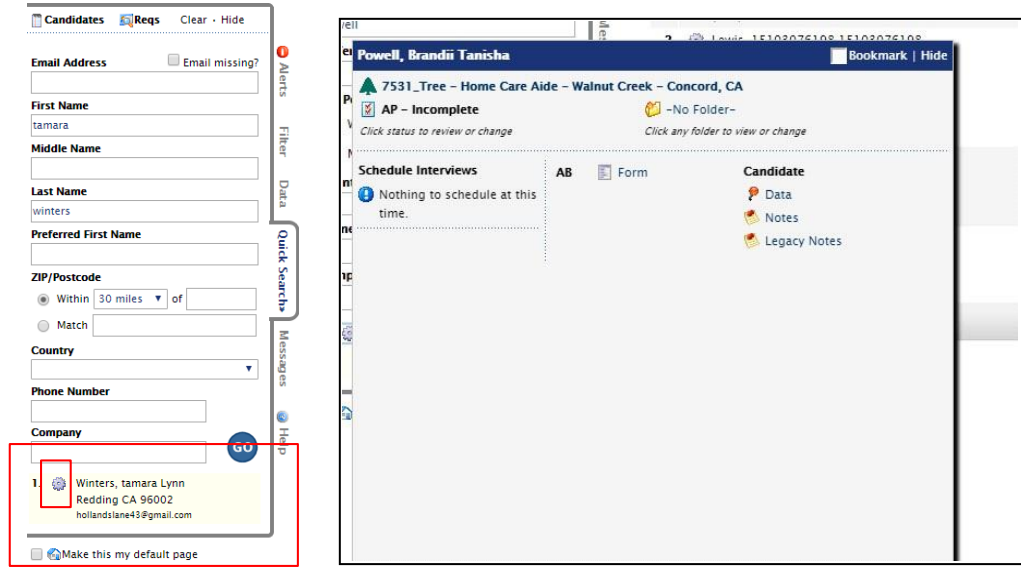 Candidates Reqs Clear · Hide
Email Address Email missing?
First Name
tamara
Middle Name
Last Name
winters
Preferred First Name
ZIP/Postcode
Within 30 miles of
Match
Country
Phone Number
Company
GO
1. Winters, tamara Lynn
Redding CA 96002
hollandslane43@gmail.com
Make this my default page
Alerts
Filter
Data
Quick Search»
Messages
Help
Powell, Brandii Tanisha Bookmark | Hide
7531_Tree – Home Care Aide – Walnut Creek – Concord, CA
AP – Incomplete –No Folder–
Click status to review or change Click any folder to view or change
Schedule Interviews AB Form Candidate
Nothing to schedule at this time.
Data
Notes
Legacy Notes